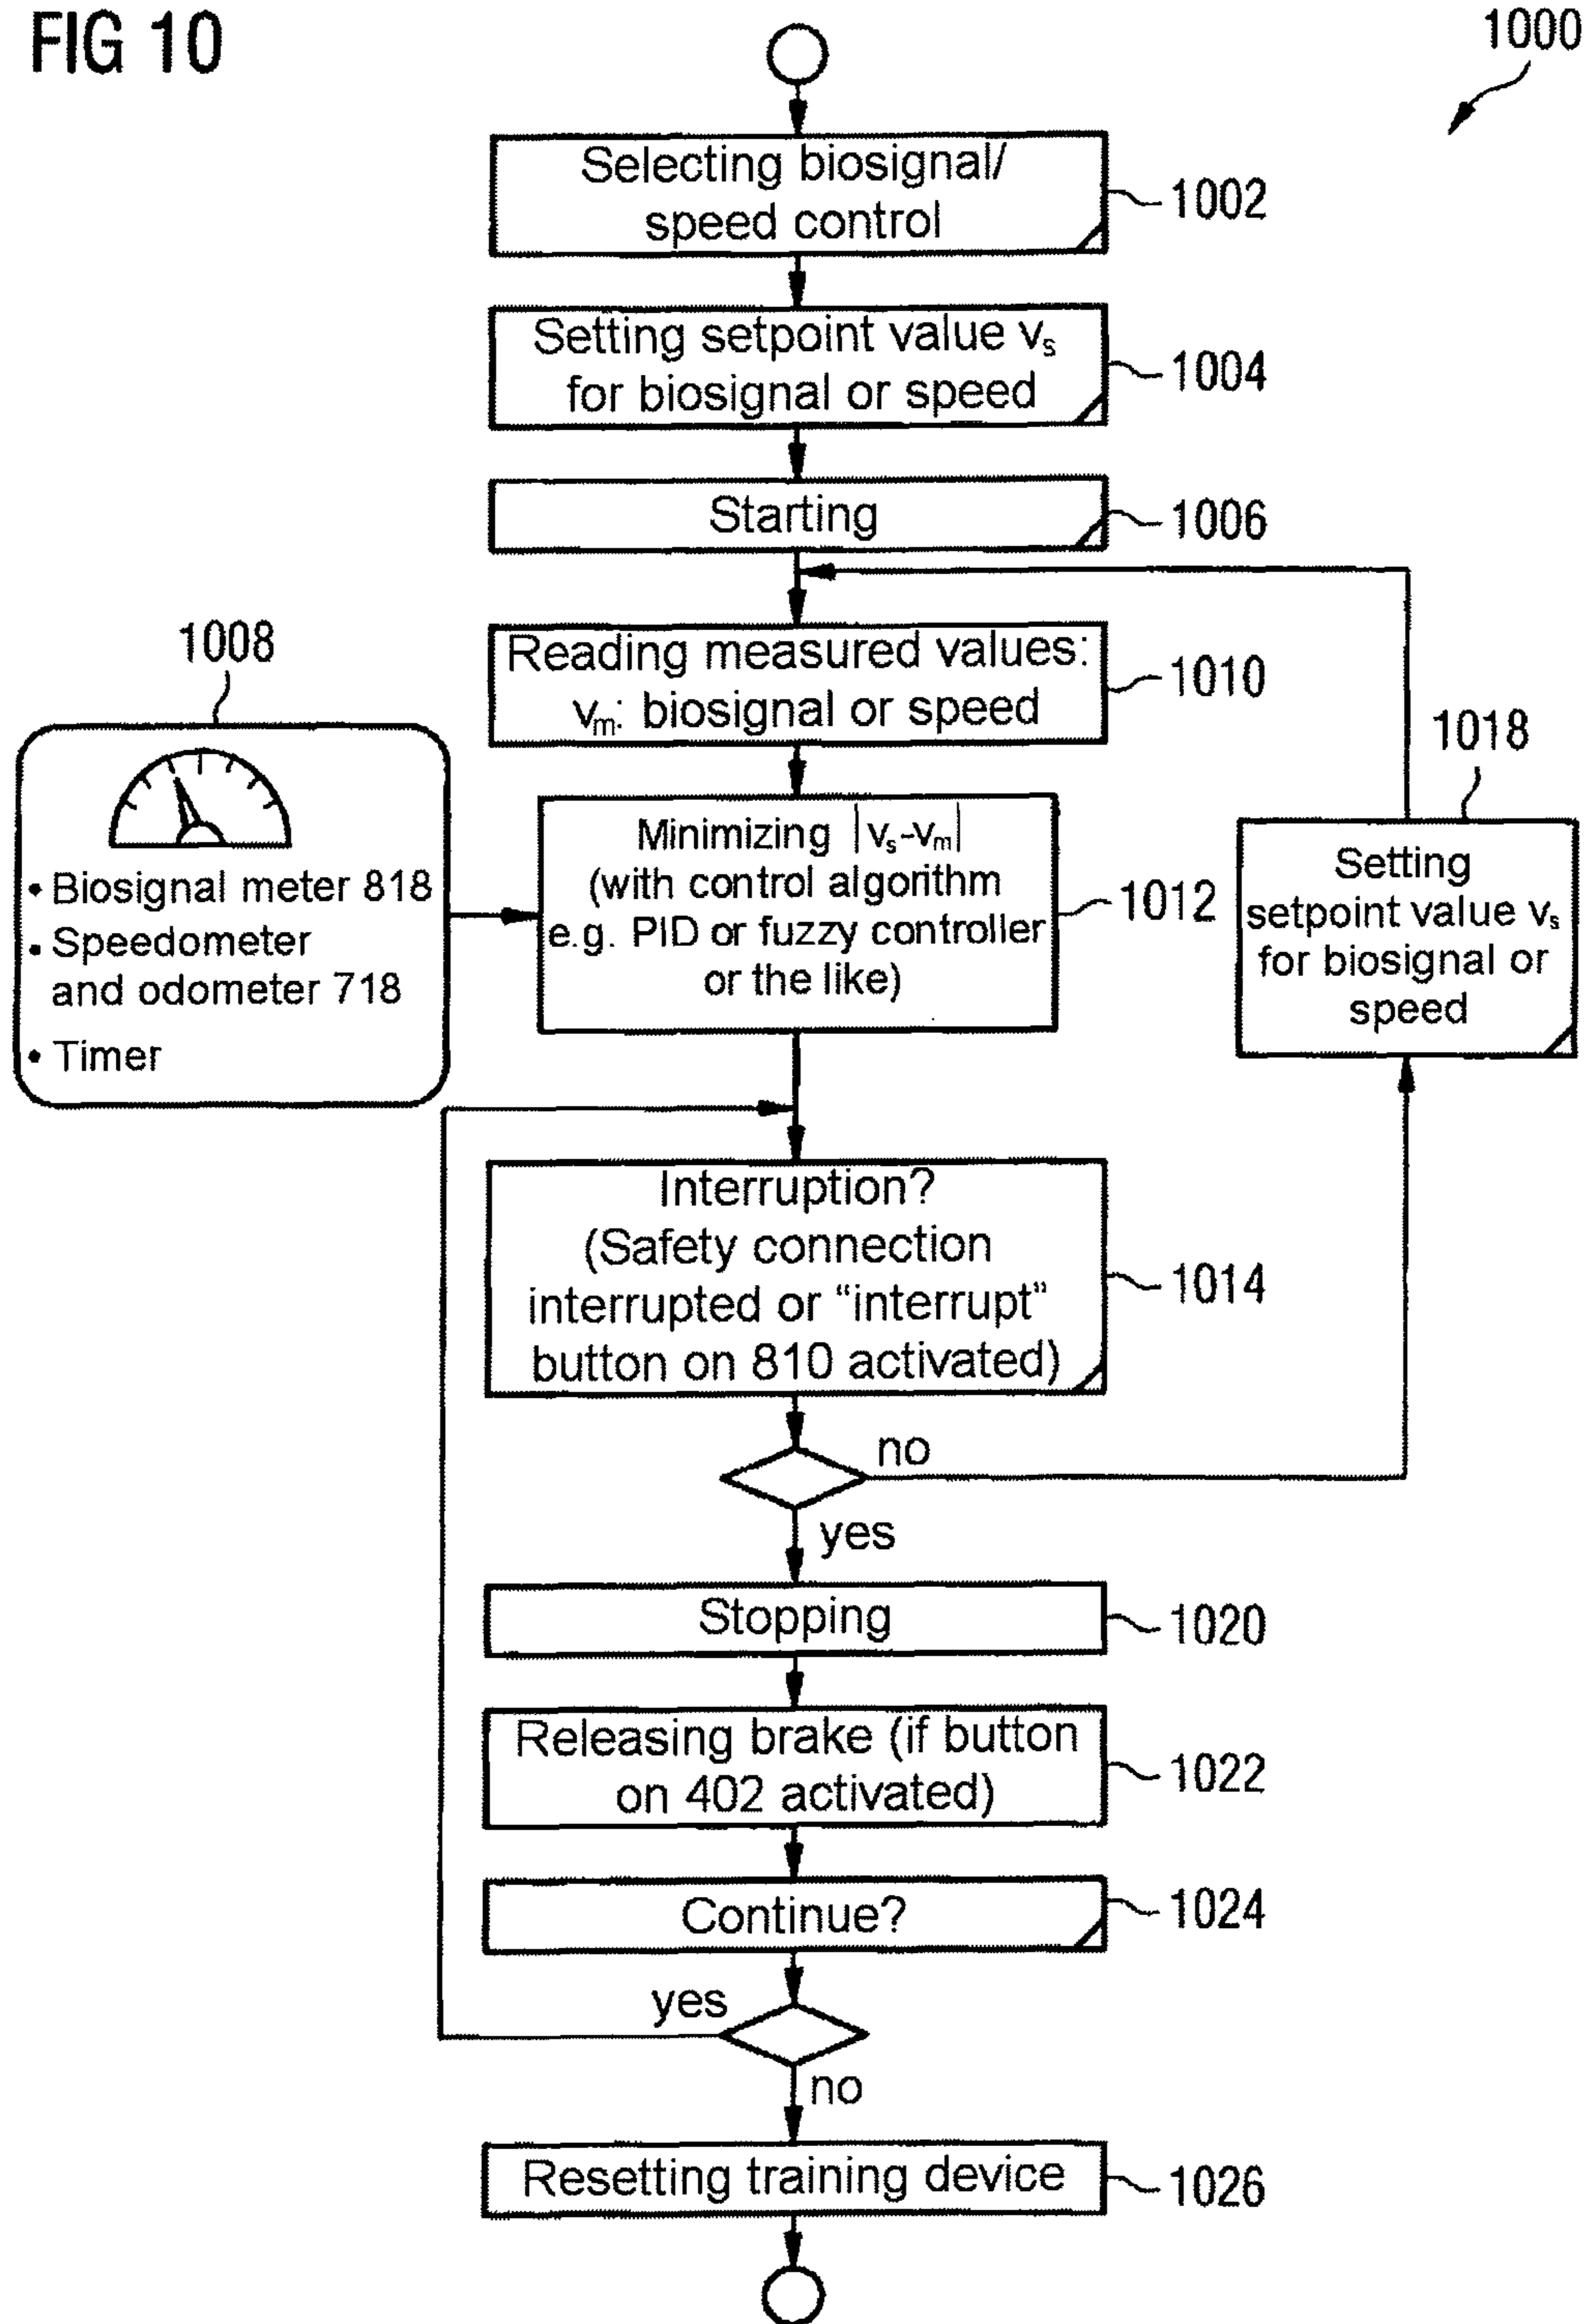 FIG 10
1000
Selecting biosignal/
speed control
1002
Setting setpoint value vₛ
for biosignal or speed
1004
Starting
1006
Reading measured values:
vₘ: biosignal or speed
1010
1008
• Biosignal meter 818
• Speedometer
and odometer 718
• Timer
Minimizing |vₛ-vₘ|
(with control algorithm
e.g. PID or fuzzy controller
or the like)
1012
1018
Setting
setpoint value vₛ
for biosignal or
speed
Interruption?
(Safety connection
interrupted or “interrupt”
button on 810 activated)
1014
no
yes
Stopping
1020
Releasing brake (if button
on 402 activated)
1022
Continue?
1024
yes
no
Resetting training device
1026